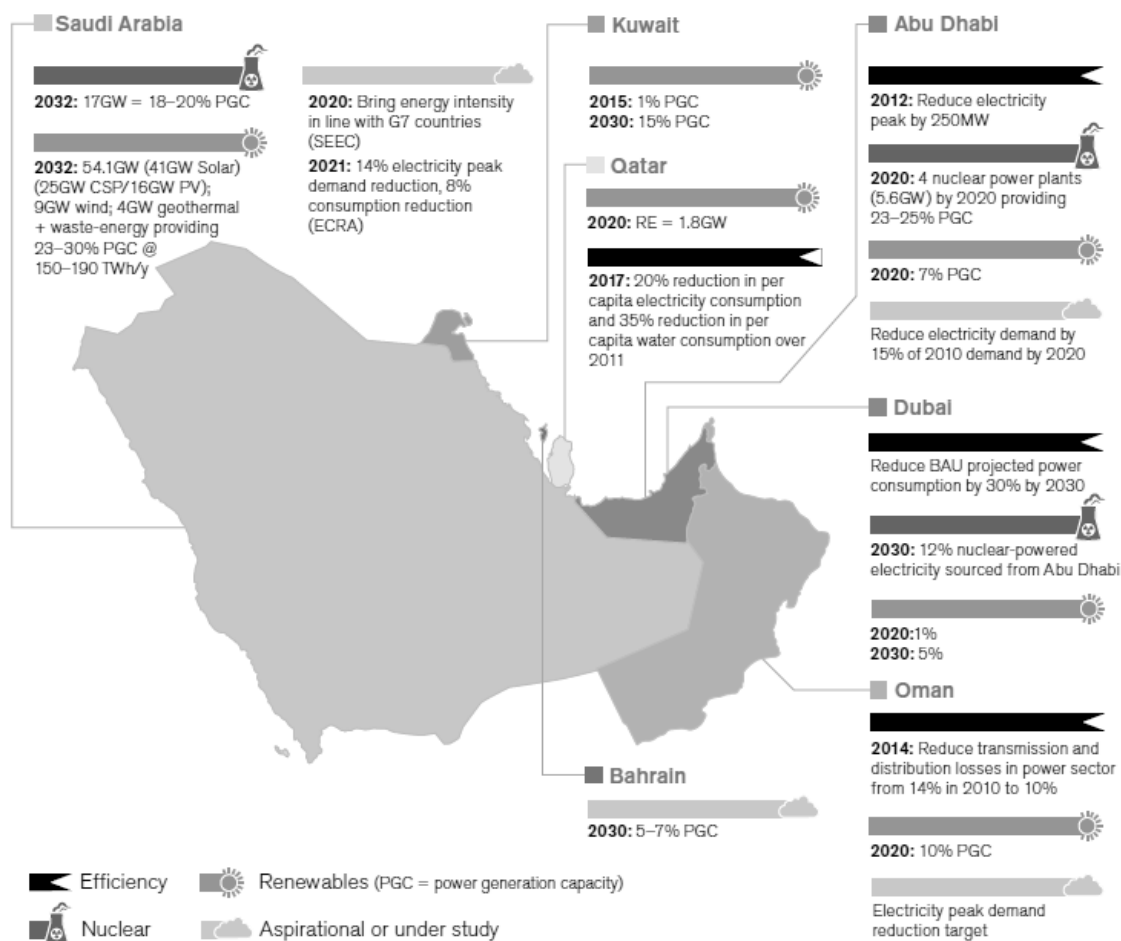 Saudi Arabia
2032: 17GW = 18–20% PGC
2032: 54.1GW (41GW Solar)
(25GW CSP/16GW PV);
9GW wind; 4GW geothermal
+ waste-energy providing
23–30% PGC @
150–190 TWh/y
2020: Bring energy intensity
in line with G7 countries
(SEEC)
2021: 14% electricity peak
demand reduction, 8%
consumption reduction
(ECRA)
Kuwait
2015: 1% PGC
2030: 15% PGC
Qatar
2020: RE = 1.8GW
2017: 20% reduction in per
capita electricity consumption
and 35% reduction in per
capita water consumption over
2011
Abu Dhabi
2012: Reduce electricity
peak by 250MW
2020: 4 nuclear power plants
(5.6GW) by 2020 providing
23–25% PGC
2020: 7% PGC
Reduce electricity demand by
15% of 2010 demand by 2020
Dubai
Reduce BAU projected power
consumption by 30% by 2030
2030: 12% nuclear-powered
electricity sourced from Abu Dhabi
2020:1%
2030: 5%
Oman
2014: Reduce transmission and
distribution losses in power sector
from 14% in 2010 to 10%
2020: 10% PGC
Electricity peak demand
reduction target
Bahrain
2030: 5–7% PGC
Efficiency
Renewables (PGC = power generation capacity)
Nuclear
Aspirational or under study